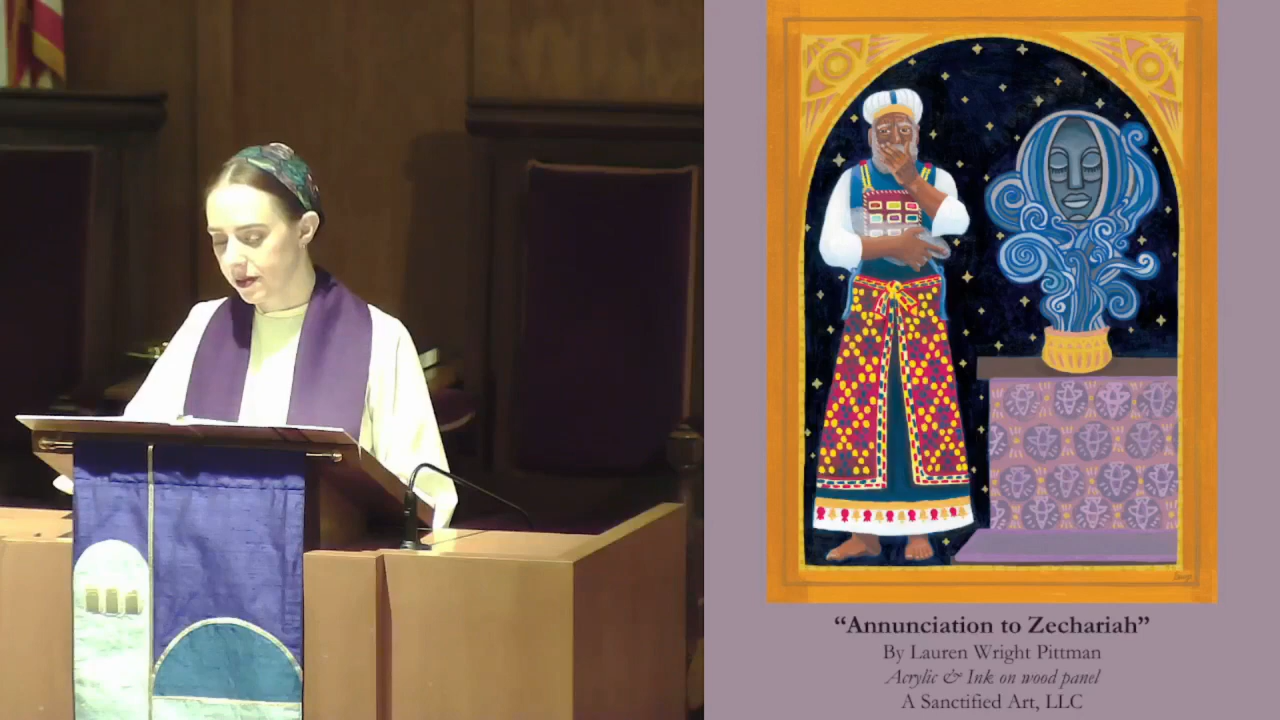 “Annunciation to Zechariah”
By Lauren Wright Pittman
Acrylic & Ink on wood panel
A Sanctified Art, LLC